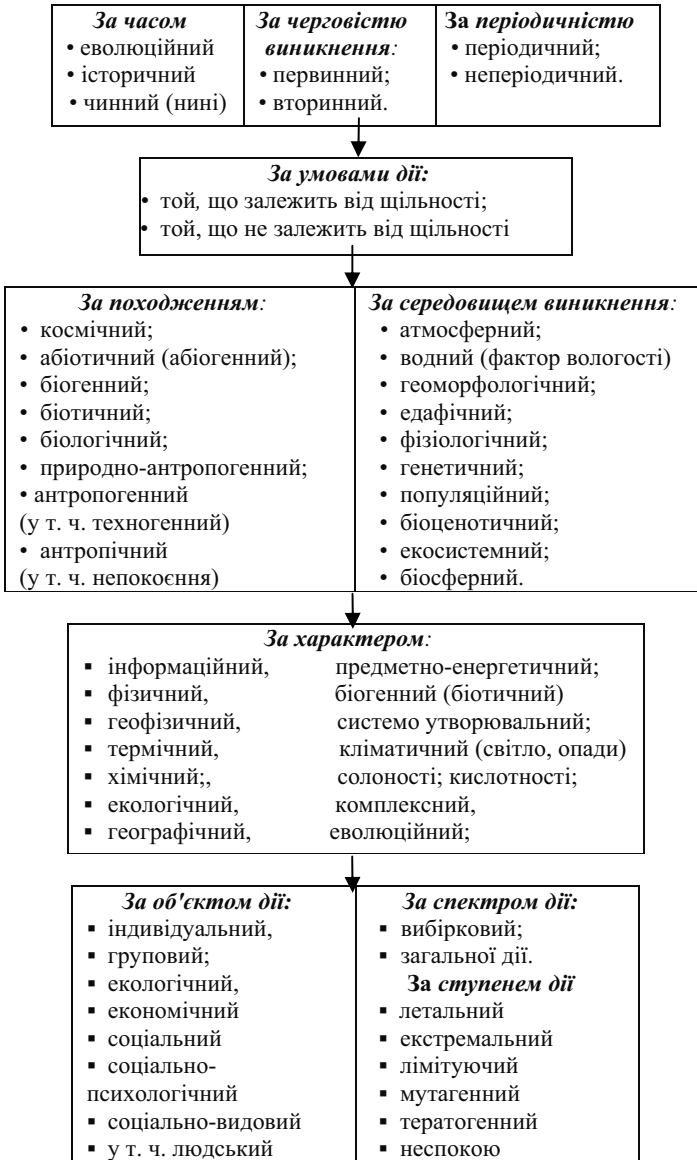 За часом
• еволюційний
• історичний
• чинний (нині)
За черговістю
виникнення:
• первинний;
• вторинний.
За періодичністю
• періодичний;
• неперіодичний.
За умовами дії:
• той, що залежить від щільності;
• той, що не залежить від щільності
За походженням:
• космічний;
• абіотичний (абіогенний);
• біогенний;
• біотичний;
• біологічний;
• природно-антропогенний;
• антропогенний
(у т. ч. техногенний)
• антропічний
(у т. ч. непокоєння)
За середовищем виникнення:
• атмосферний;
• водний (фактор вологості)
• геоморфологічний;
• едафічний;
• фізіологічний;
• генетичний;
• популяційний;
• біоценотичний;
• екосистемний;
• біосферний.
За характером:
▪ інформаційний, предметно-енергетичний;
▪ фізичний, біогенний (біотичний)
▪ геофізичний, системо утворювальний;
▪ термічний, кліматичний (світло, опади)
▪ хімічний;, солоності; кислотності;
▪ екологічний, комплексний,
▪ географічний, еволюційний;
За об'єктом дії:
▪ індивідуальний,
▪ груповий;
▪ екологічний,
▪ економічний
▪ соціальний
▪ соціально-
психологічний
▪ соціально-видовий
▪ у т. ч. людський
За спектром дії:
▪ вибірковий;
▪ загальної дії.
За ступенем дії
▪ летальний
▪ екстремальний
▪ лімітуючий
▪ мутагенний
▪ тератогенний
▪ неспокою